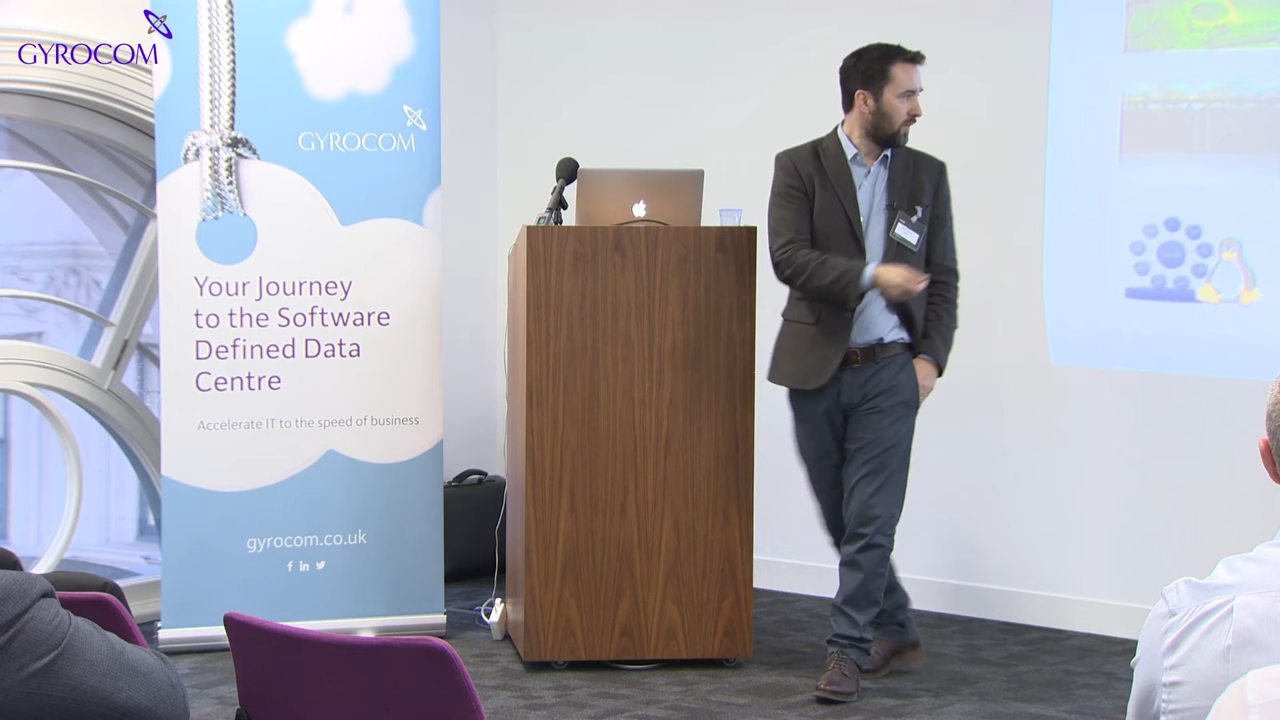 GYROCOM
GYROCOM
Your Journey
to the Software
Defined Data
Centre
Accelerate IT to the speed of business
gyrocom.co.uk